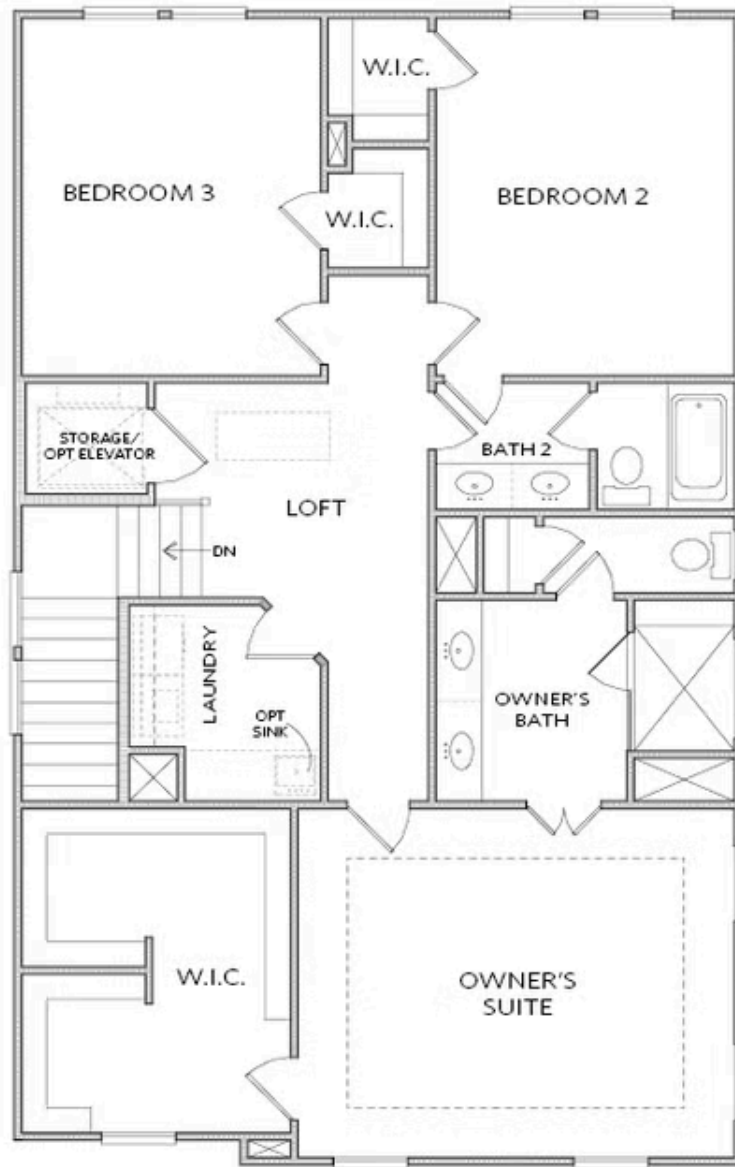 W.I.C.
BEDROOM 3
BEDROOM 2
W.I.C.
STORAGE/
OPT ELEVATOR
BATH 2
LOFT
DN
LAUNDRY
OPT
SINK
OWNER'S
BATH
W.I.C.
OWNER'S
SUITE